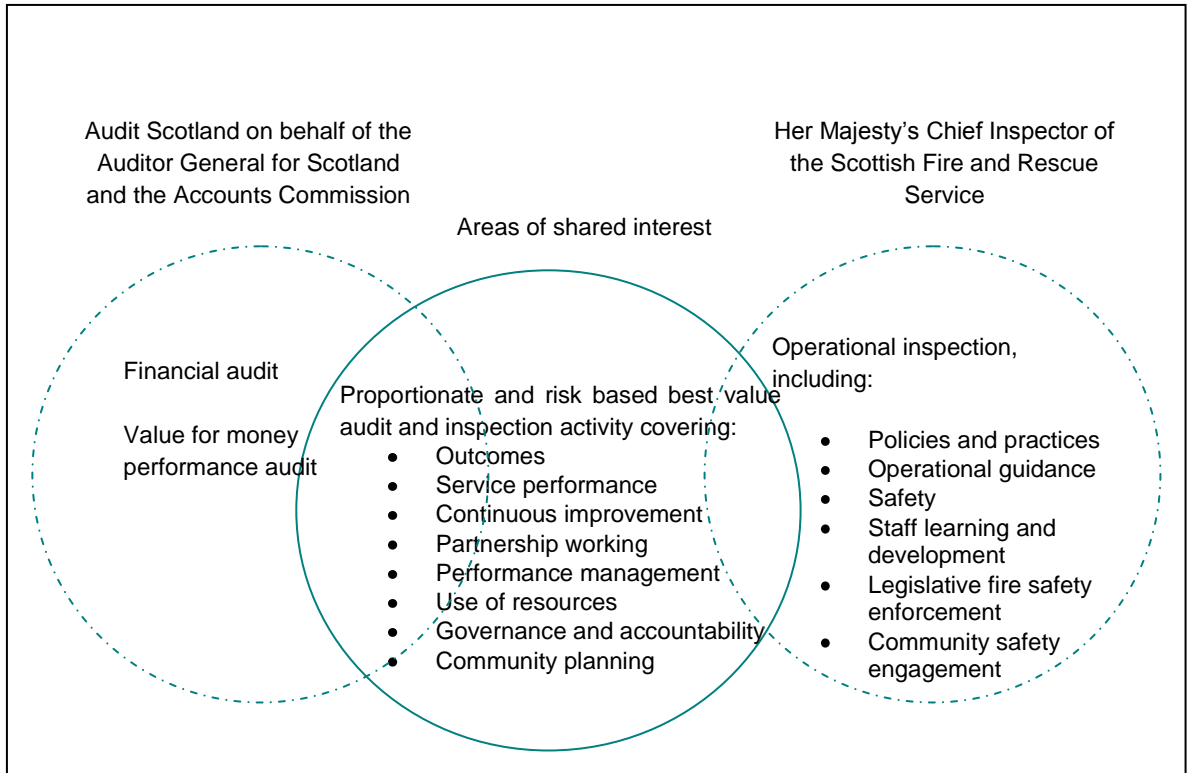 Audit Scotland on behalf of the
Auditor General for Scotland
and the Accounts Commission
Her Majesty's Chief Inspector of
the Scottish Fire and Rescue
Service
Areas of shared interest
Financial audit
Value for money
performance audit
Proportionate and risk based best value
audit and inspection activity covering:
● Outcomes
● Service performance
● Continuous improvement
● Partnership working
● Performance management
● Use of resources
● Governance and accountability
● Community planning
Operational inspection,
including:
● Policies and practices
● Operational guidance
● Safety
● Staff learning and
development
● Legislative fire safety
enforcement
● Community safety
engagement